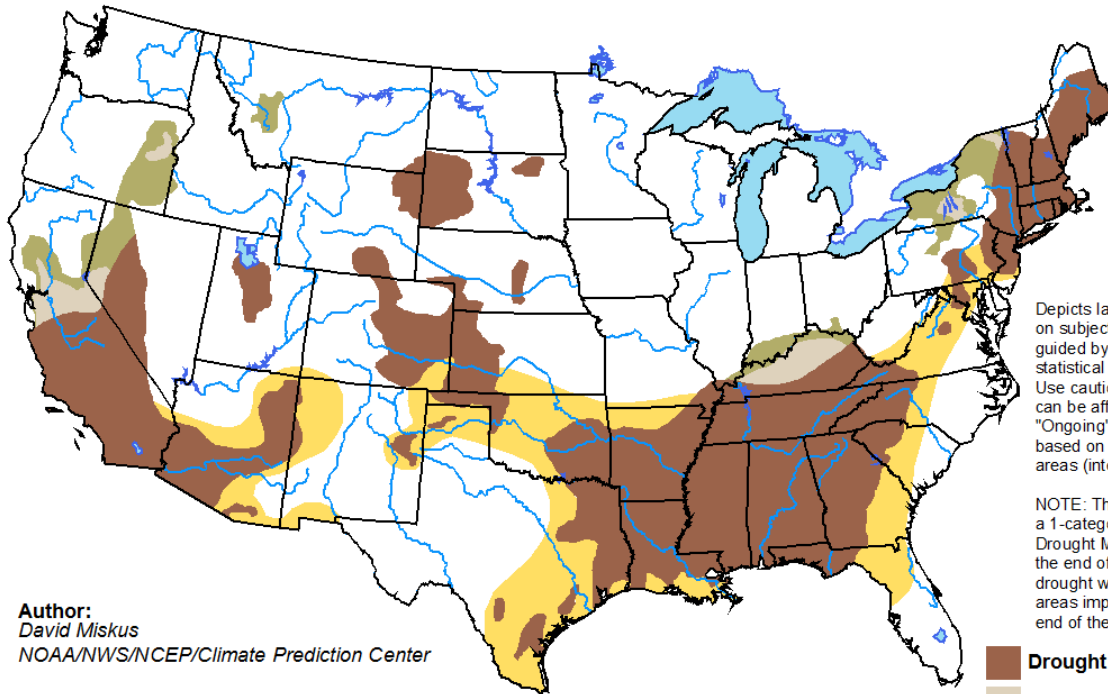 Depicts la
on subject
guided by
statistical
Use cautio
can be aff
"Ongoing"
based on
areas (inte
NOTE: Th
a 1-catego
Drought M
the end of
drought w
areas imp
end of the
Author:
David Miskus
NOAA/NWS/NCEP/Climate Prediction Center
Drought